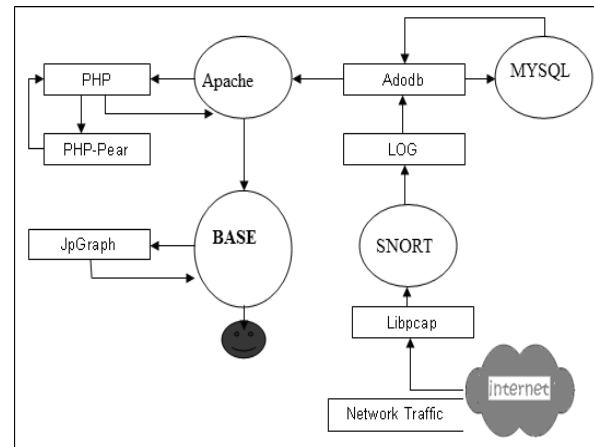 PHP
Apache
Adodb
MYSQL
PHP-Pear
LOG
JpGraph
BASE
SNORT
Libpcap
internet
Network Traffic